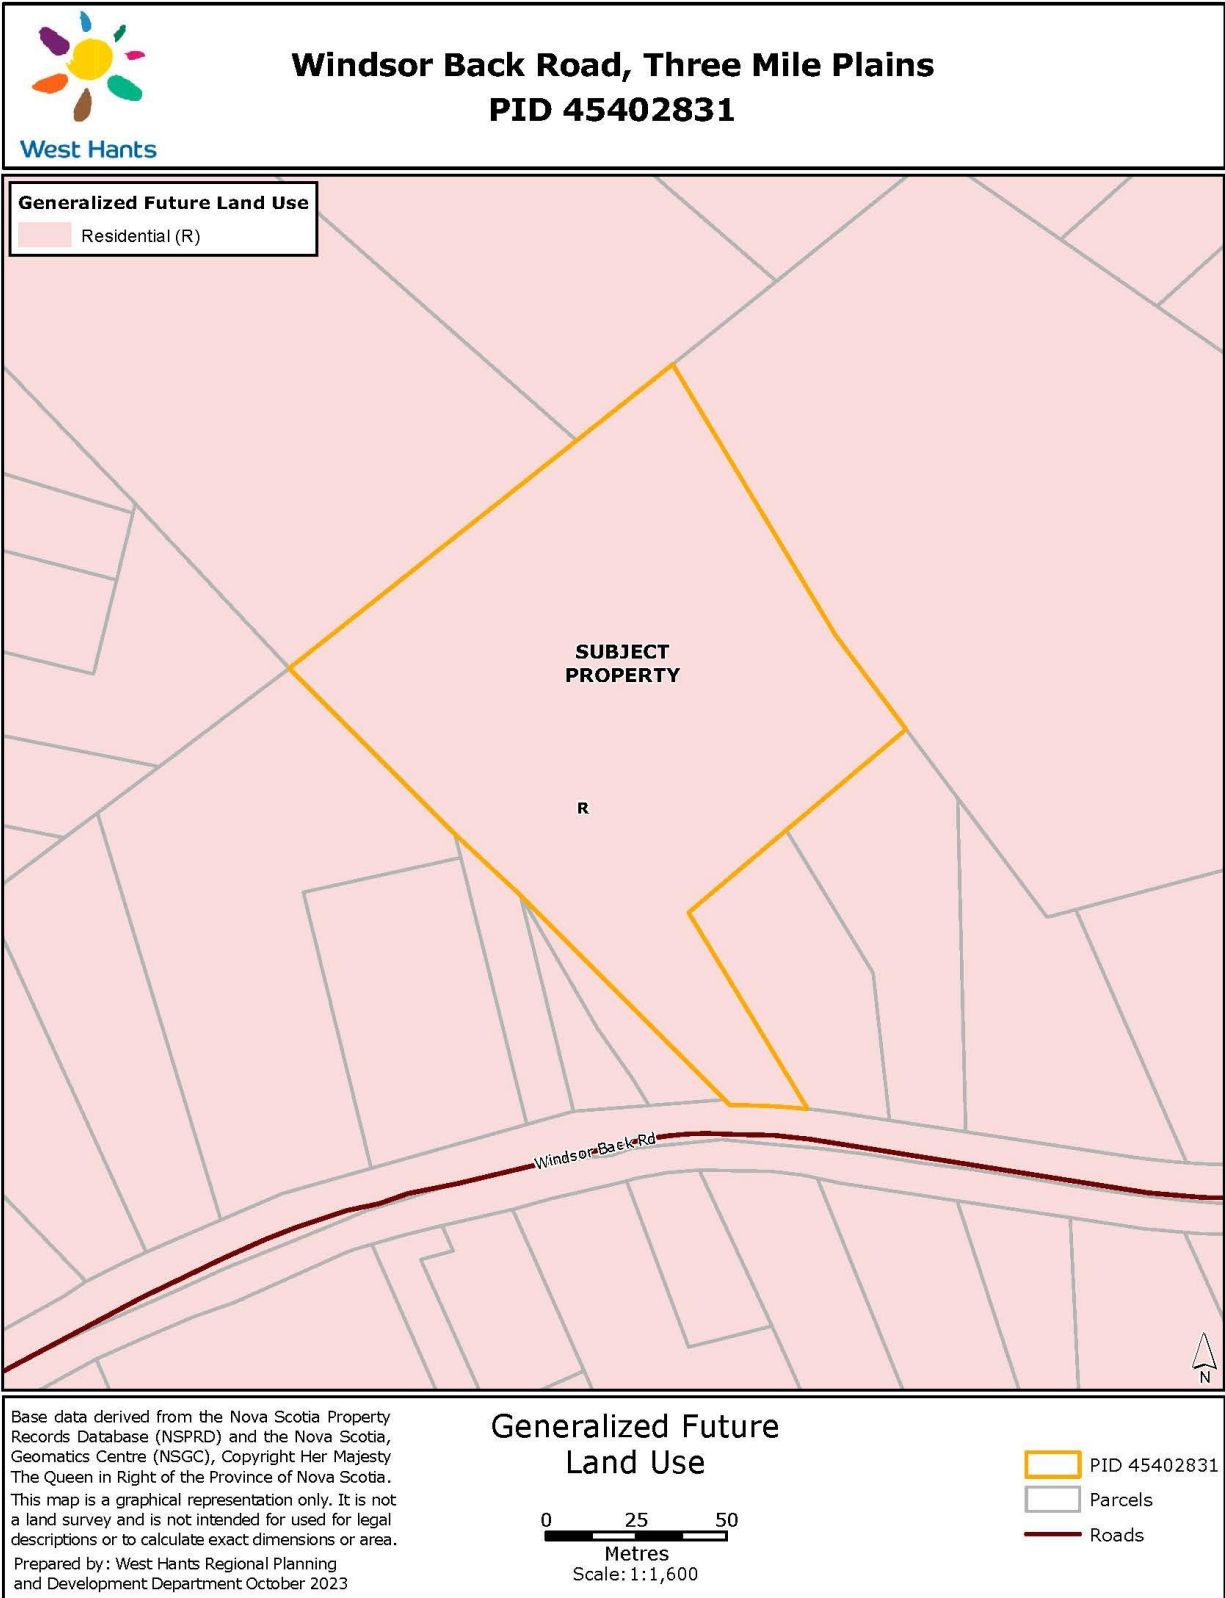 West Hants
Windsor Back Road, Three Mile Plains
PID 45402831
Generalized Future Land Use
Residential (R)
SUBJECT
PROPERTY
R
Windsor Back Rd
N
Base data derived from the Nova Scotia Property
Records Database (NSPRD) and the Nova Scotia,
Geomatics Centre (NSGC), Copyright Her Majesty
The Queen in Right of the Province of Nova Scotia.
This map is a graphical representation only. It is not
a land survey and is not intended for used for legal
descriptions or to calculate exact dimensions or area.
Prepared by: West Hants Regional Planning
and Development Department October 2023
Generalized Future
Land Use
0 25 50
Metres
Scale: 1:1,600
PID 45402831
Parcels
Roads